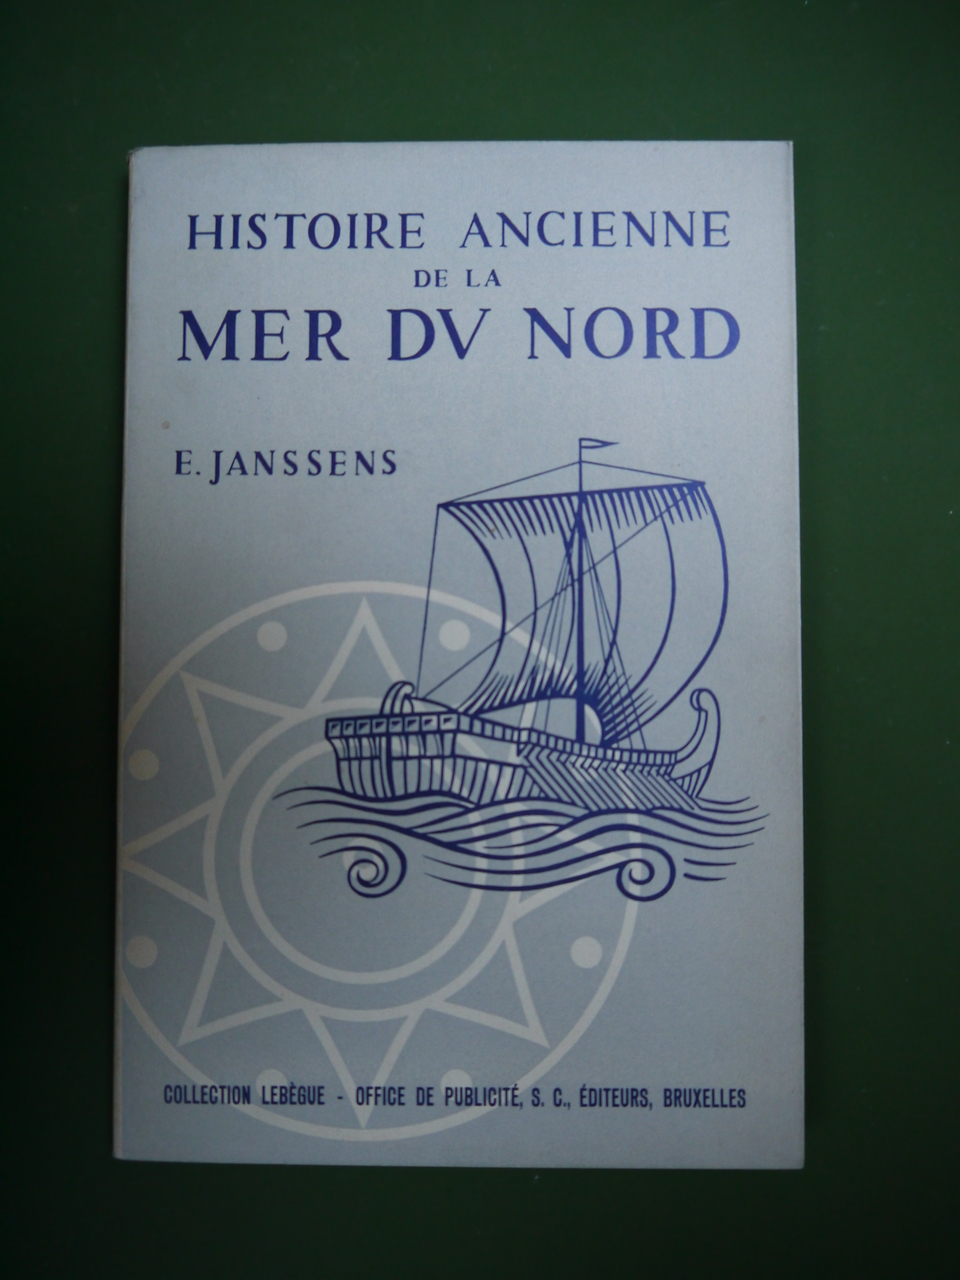 HISTOIRE ANCIENNE
DE LA
MER DV NORD
E. JANSSENS
COLLECTION LEBÈGUE - OFFICE DE PUBLICITÉ, S. C., ÉDITEURS, BRUXELLES